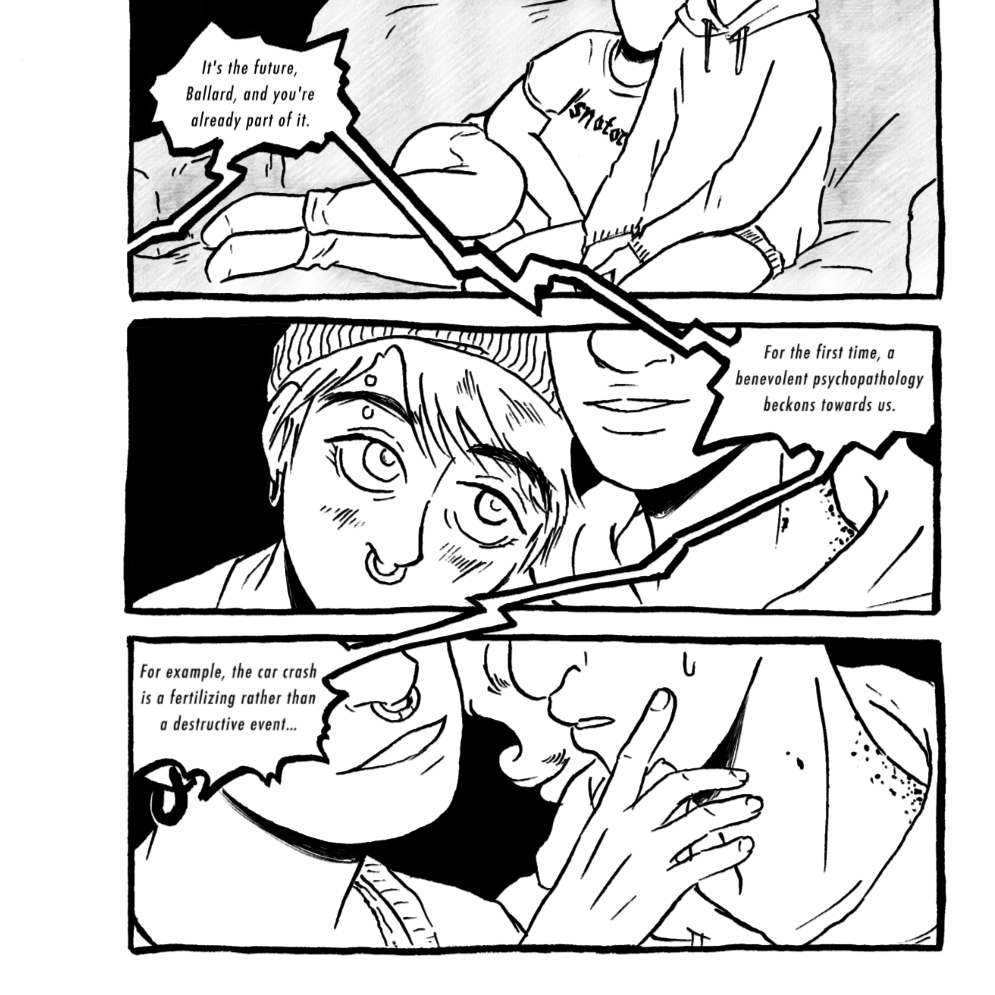 It's the future,
Ballard, and you're
already part of it.
For the first time, a
benevolent psychopathology
beckons towards us.
For example, the car crash
is a fertilizing rather than
a destructive event...